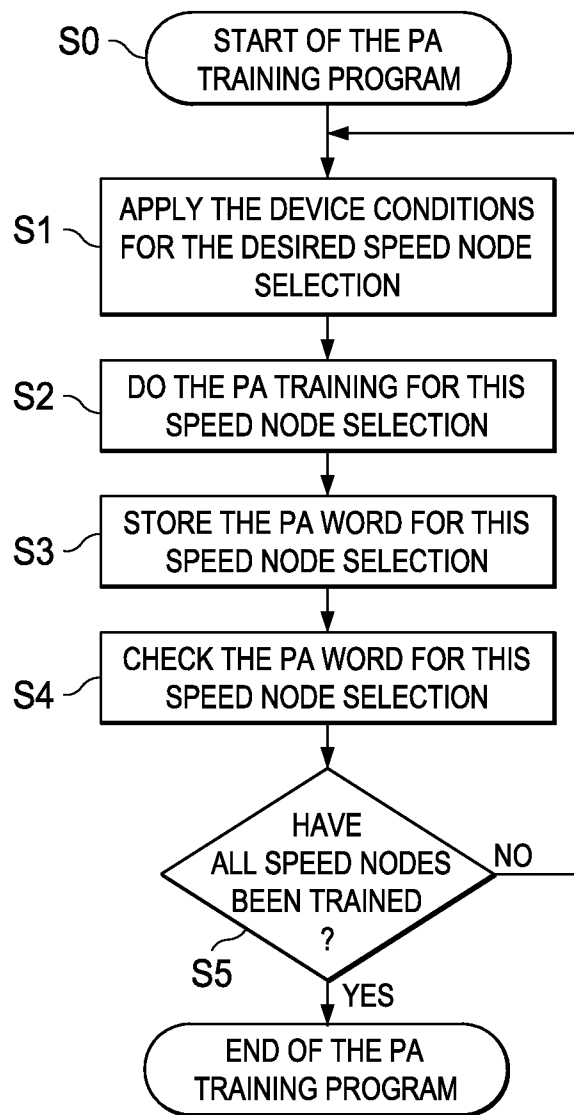 S0
START OF THE PA
TRAINING PROGRAM
S1
APPLY THE DEVICE CONDITIONS
FOR THE DESIRED SPEED NODE
SELECTION
S2
DO THE PA TRAINING FOR THIS
SPEED NODE SELECTION
S3
STORE THE PA WORD FOR THIS
SPEED NODE SELECTION
S4
CHECK THE PA WORD FOR THIS
SPEED NODE SELECTION
HAVE
ALL SPEED NODES
BEEN TRAINED
?
NO
S5
YES
END OF THE PA
TRAINING PROGRAM